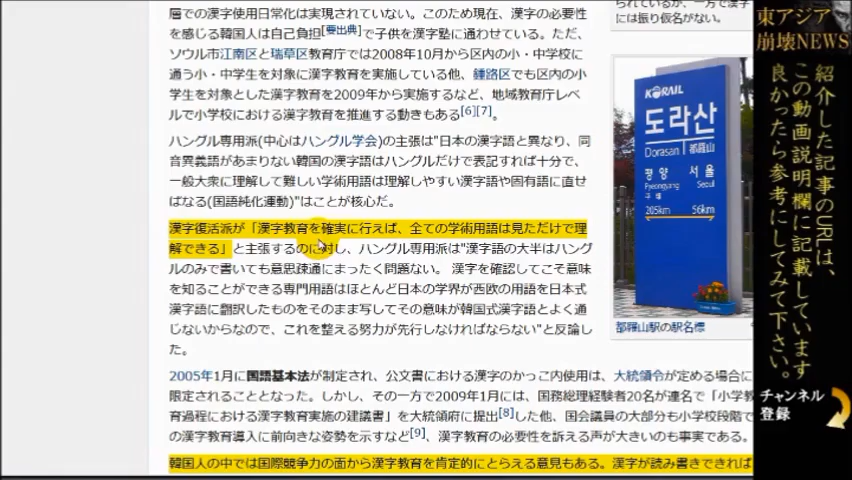 層での漢字使用日常化は実現されていない。このため現在、漢字の必要性
を感じる韓国人は自己負担[要出典]で子供を漢字塾に通わせている。ただ、
ソウル市江南区と瑞草区教育庁では2008年10月から区内の小・中学校に
通う小・中学生を対象に漢字教育を実施している他、鍾路区でも区内の小
学生を対象とした漢字教育を2009年から実施するなど、地域教育庁レベ
ルで小学校における漢字教育を推進する動きもある[6][7]。
ハングル専用派(中心はハングル学会)の主張は"日本の漢字語と異なり、同
音異義語があまりない韓国の漢字語はハングルだけで表記すれば十分で、
一般大衆に理解して難しい学術用語は理解しやすい漢字語や固有語に直せ
ばなる(国語純化運動)"はことが核心だ。
漢字復活派が「漢字教育を確実に行えば、全ての学術用語は見ただけで理
解できる」と主張するのに対し、ハングル専用派は"漢字語の大半はハング
ルのみで書いても意思疎通にまったく問題ない。 漢字を確認してこそ意味
を知ることができる専門用語はほとんど日本の学界が西欧の用語を日本式
漢字語に翻訳したものをそのまま写してその意味が韓国式漢字語とよく通
じないからなので、これを整える努力が先行しなければならない"と反論し
た。
2005年1月に国語基本法が制定され、公文書における漢字のかっこ内使用は、大統領令が定める場合に
限定されることとなった。しかし、その一方で2009年1月には、国務総理経験者20名が連名で「小学教
育過程における漢字教育実施の建議書」を大統領府に提出[8]した他、国会議員の大部分も小学校段階で
の漢字教育導入に前向きな姿勢を示すなど[9]、漢字教育の必要性を訴える声が大きいのも事実である。
韓国人の中では国際競争力の面から漢字教育を肯定的にとらえる意見もある。漢字が読み書きできれば
られているが、一方で漢字
には振り仮名がない。
KORAIL
도라산
Dorasan 都羅山
평양 서울
Pyeongyang Seoul
205km 56km
都羅山駅の駅名標
東アジア
崩壊NEWS
紹介した記事のURLは、
この動画説明欄に記載しています
良かったら参考にしてみて下さい。
チャンネル
登録